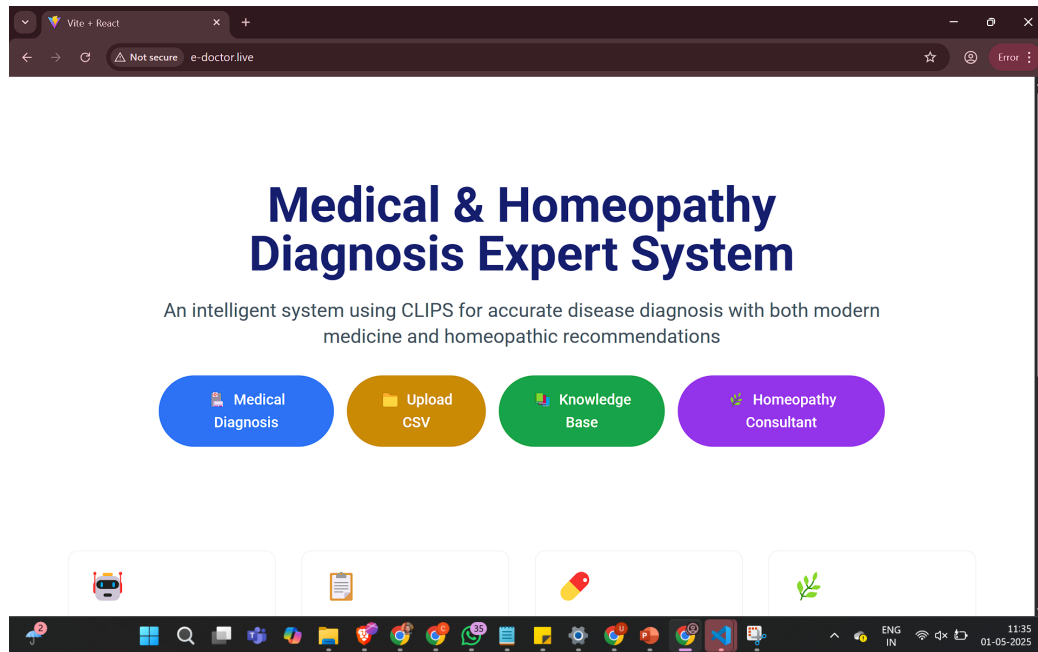 Vite + React
Not secure
e-doctor.live
Error
Medical & Homeopathy
Diagnosis Expert System
An intelligent system using CLIPS for accurate disease diagnosis with both modern
medicine and homeopathic recommendations
Medical
Diagnosis
Upload
CSV
Knowledge
Base
Homeopathy
Consultant
2
35
ENG
IN
11:35
01-05-2025